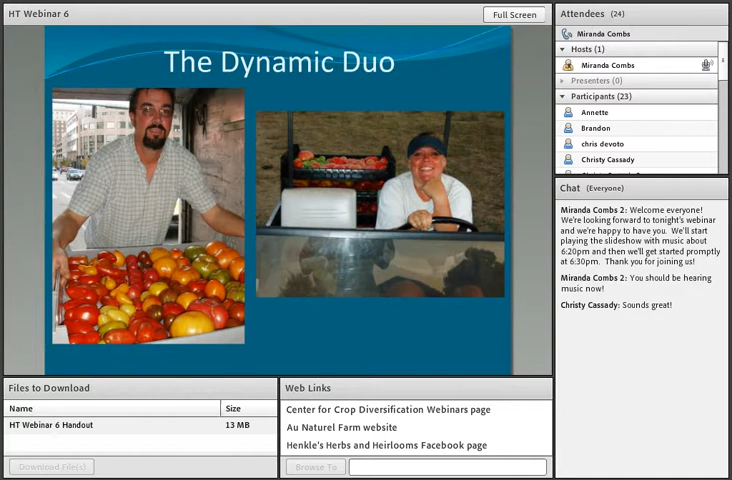 HT Webinar 6
Full Screen
The Dynamic Duo
Attendees (24)
Miranda Combs
Hosts (1)
Miranda Combs
Presenters (0)
Participants (23)
Annette
Brandon
chris devoto
Christy Cassady
Chat (Everyone)
Miranda Combs 2: Welcome everyone!
We're looking forward to tonight's webinar
and we're happy to have you. We'll start
playing the slideshow with music about
6:20pm and then we'll get started promptly
at 6:30pm. Thank you for joining us!
Miranda Combs 2: You should be hearing
music now!
Christy Cassady: Sounds great!
Files to Download
Name Size
HT Webinar 6 Handout 13 MB
Download File(s)
Web Links
Center for Crop Diversification Webinars page
Au Naturel Farm website
Henkle's Herbs and Heirlooms Facebook page
Browse To